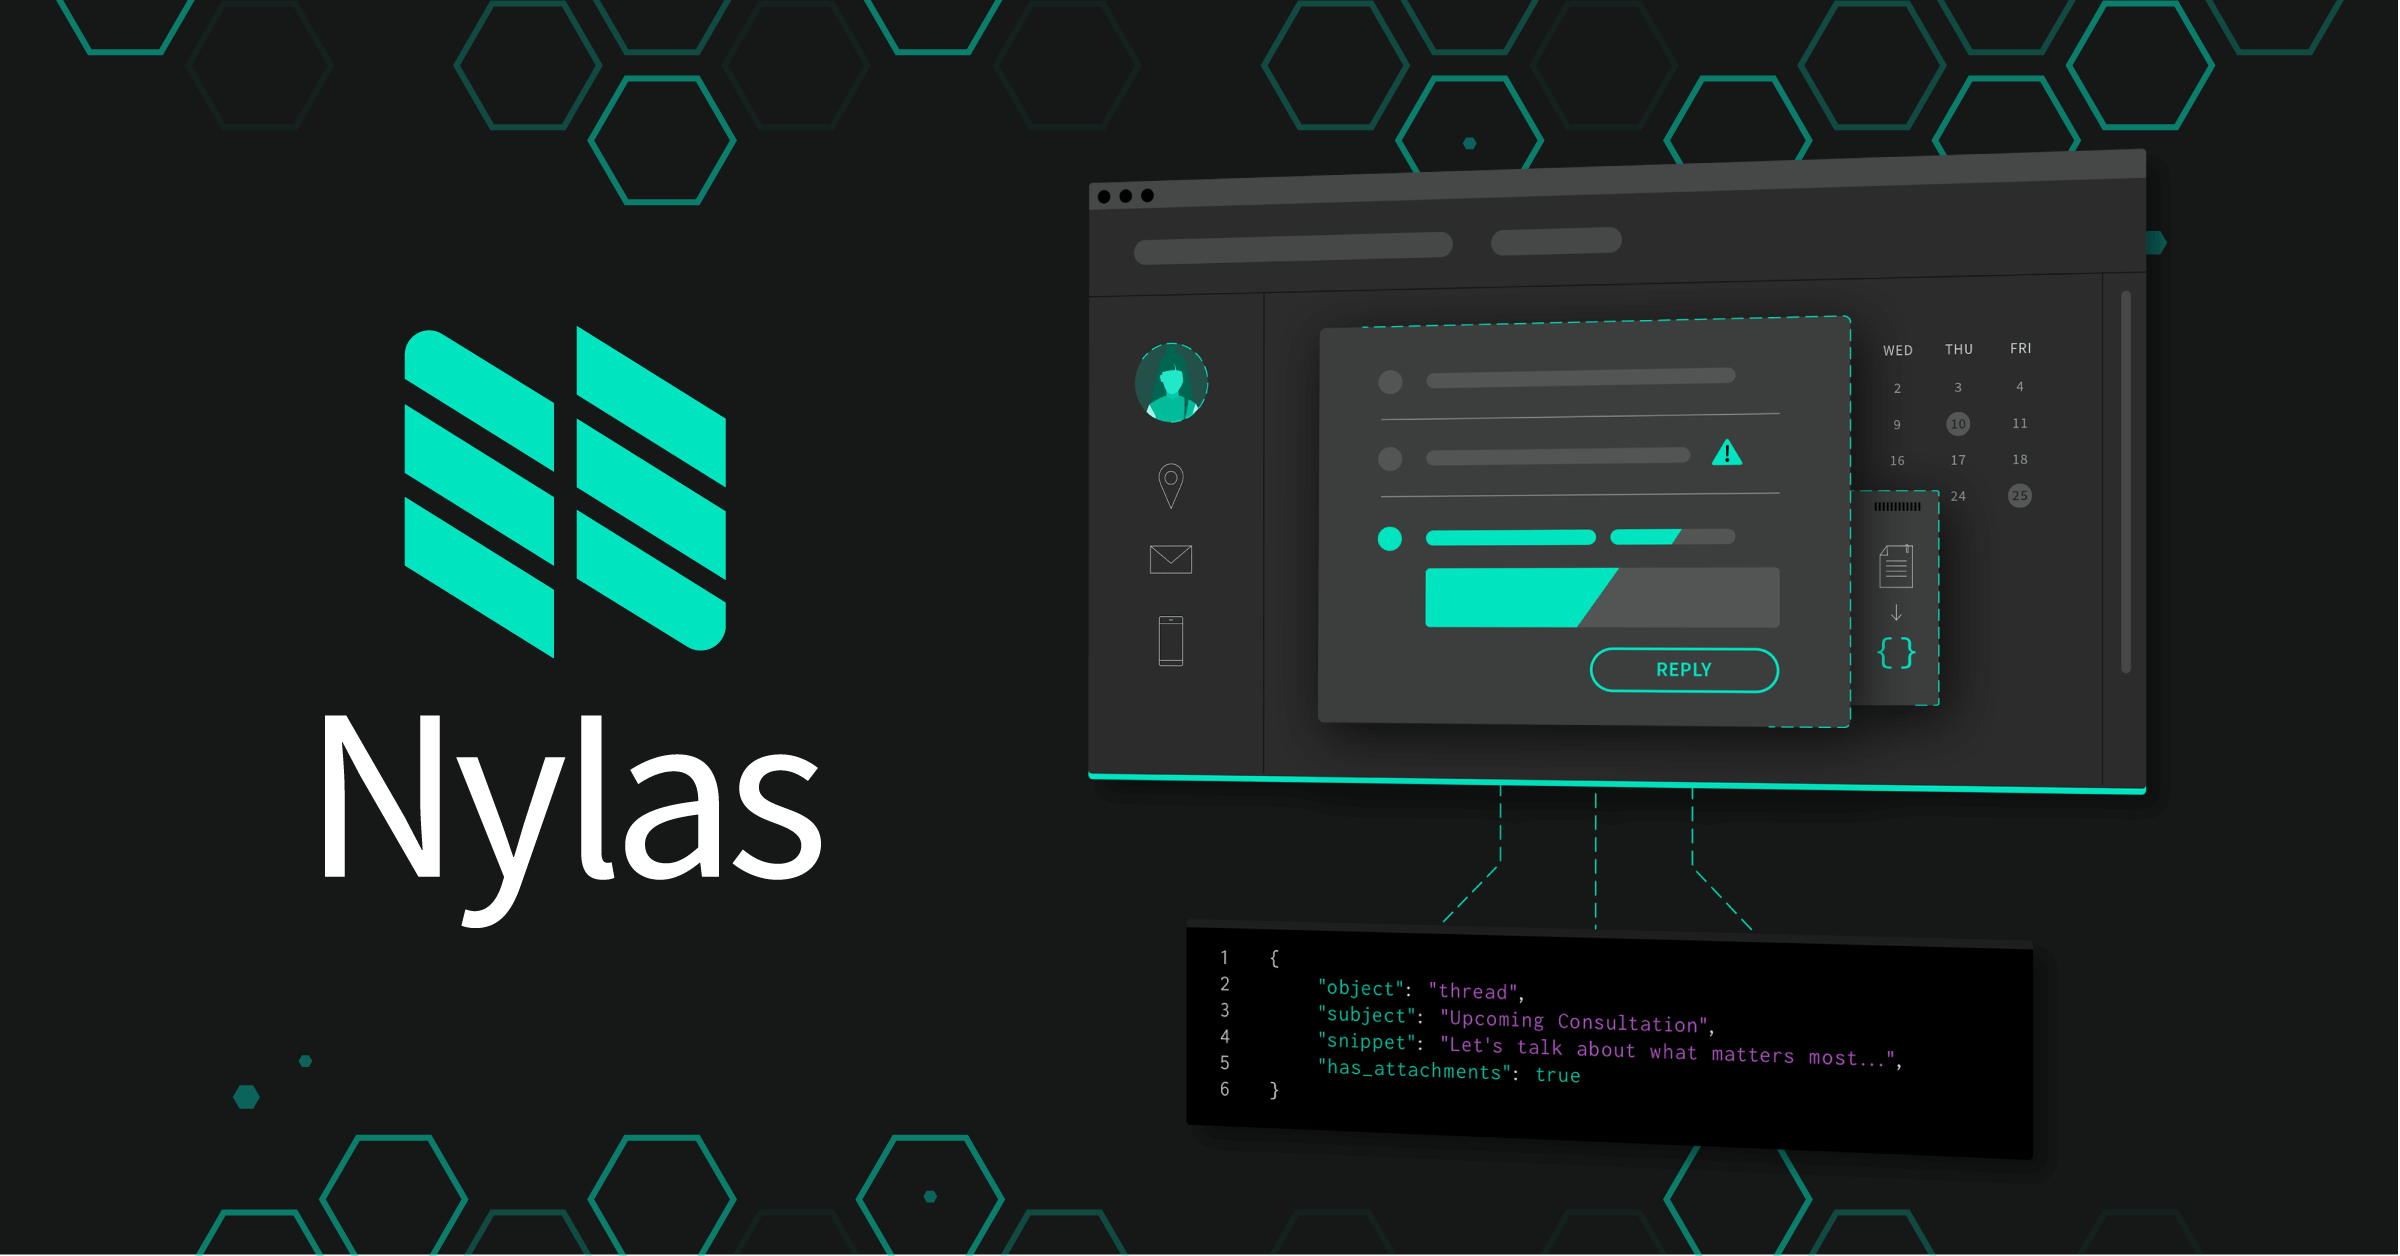 Nylas
WED THU FRI
2 3 4
9 10 11
16 17 18
24 25
{}
REPLY
1 {
2 "object": "thread",
3 "subject": "Upcoming Consultation",
4 "snippet": "Let's talk about what matters most...",
5 "has_attachments": true
6 }